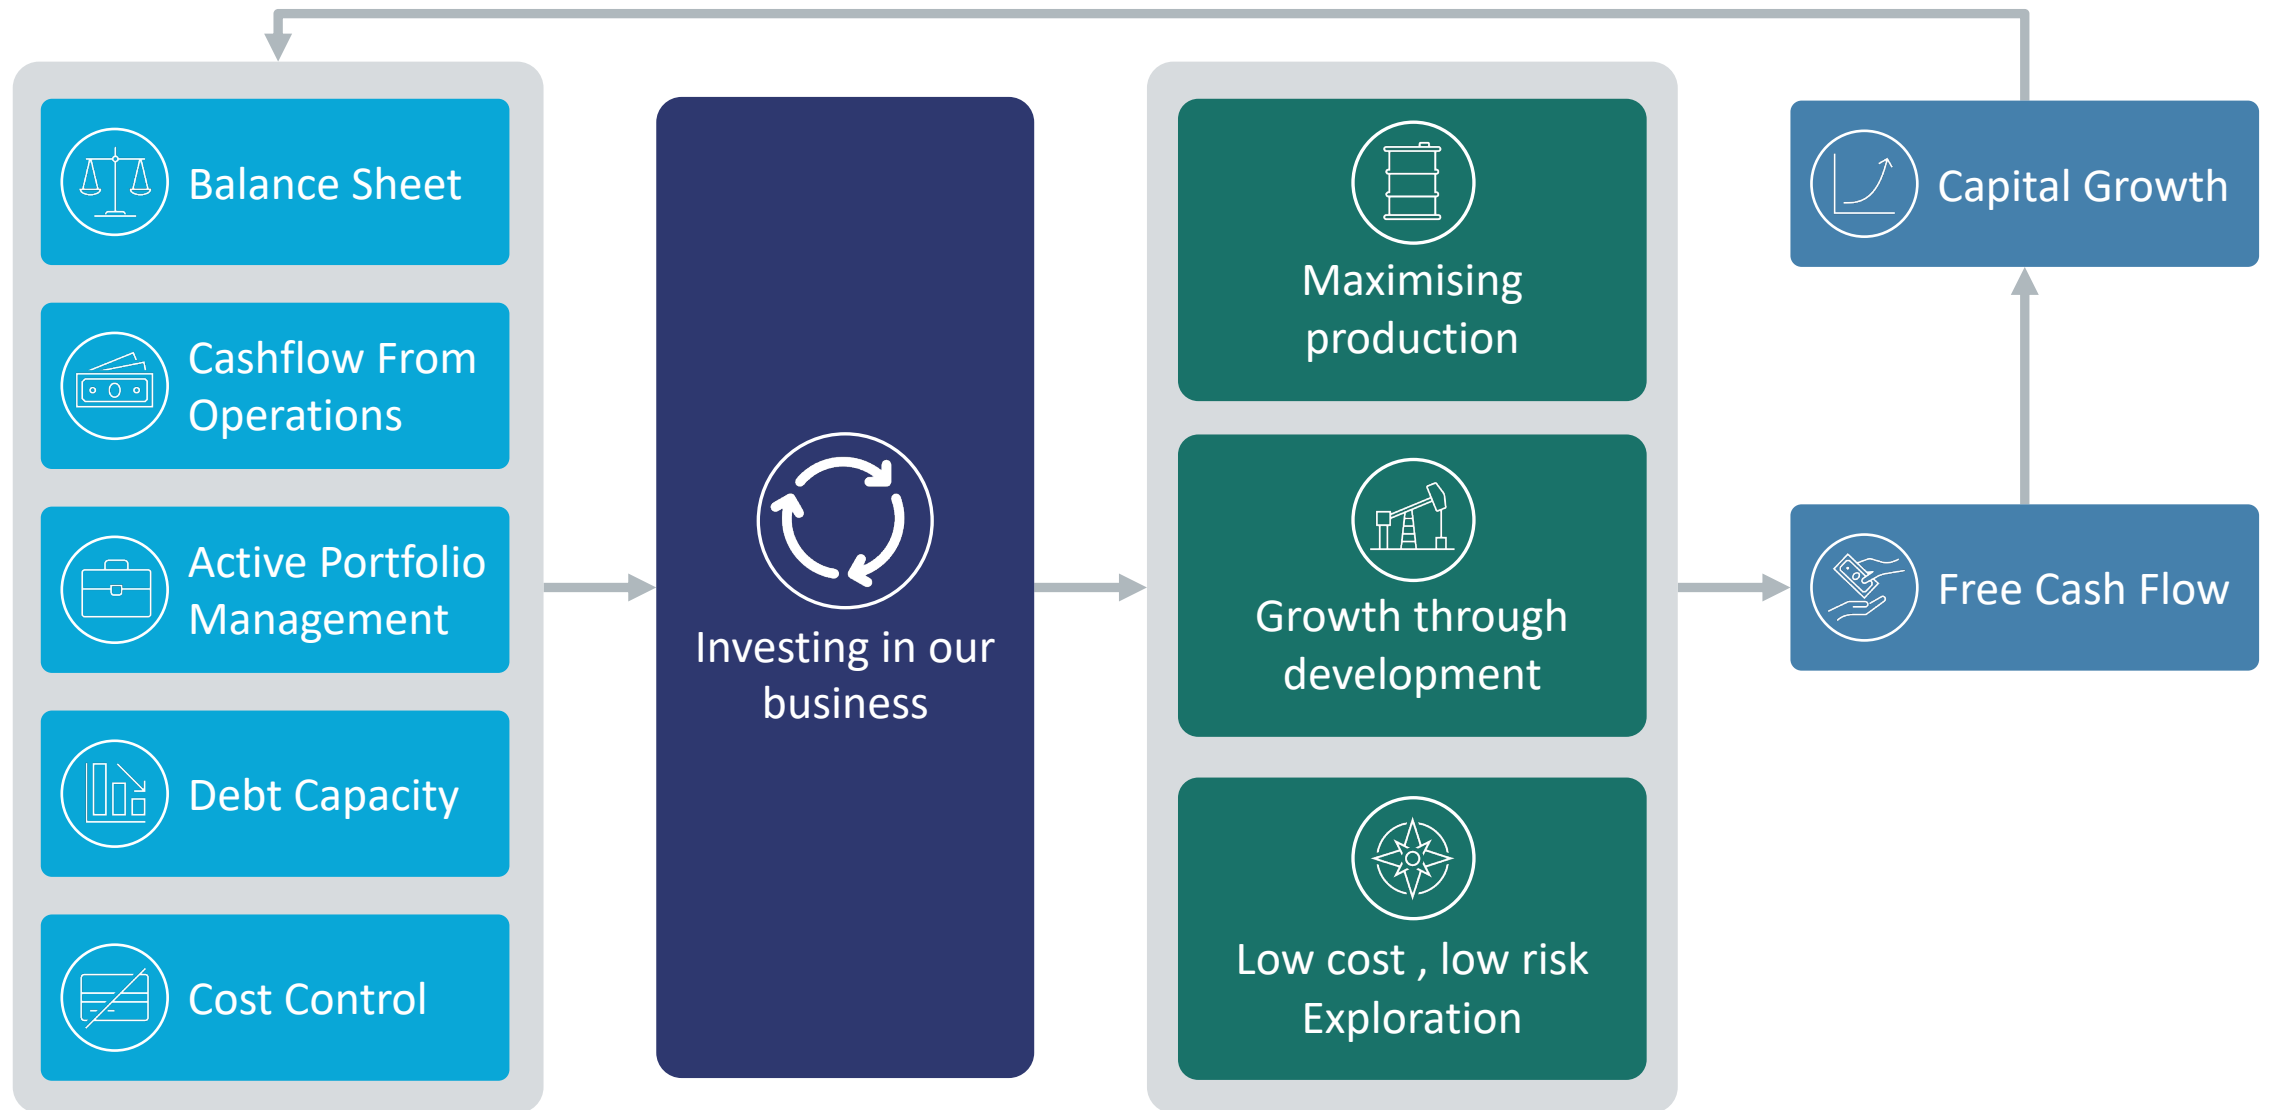 Balance Sheet
Cashflow From
Operations
Active Portfolio
Management
Debt Capacity
Cost Control
Investing in our
business
Maximising
production
Growth through
development
Low cost , low risk
Exploration
Capital Growth
Free Cash Flow